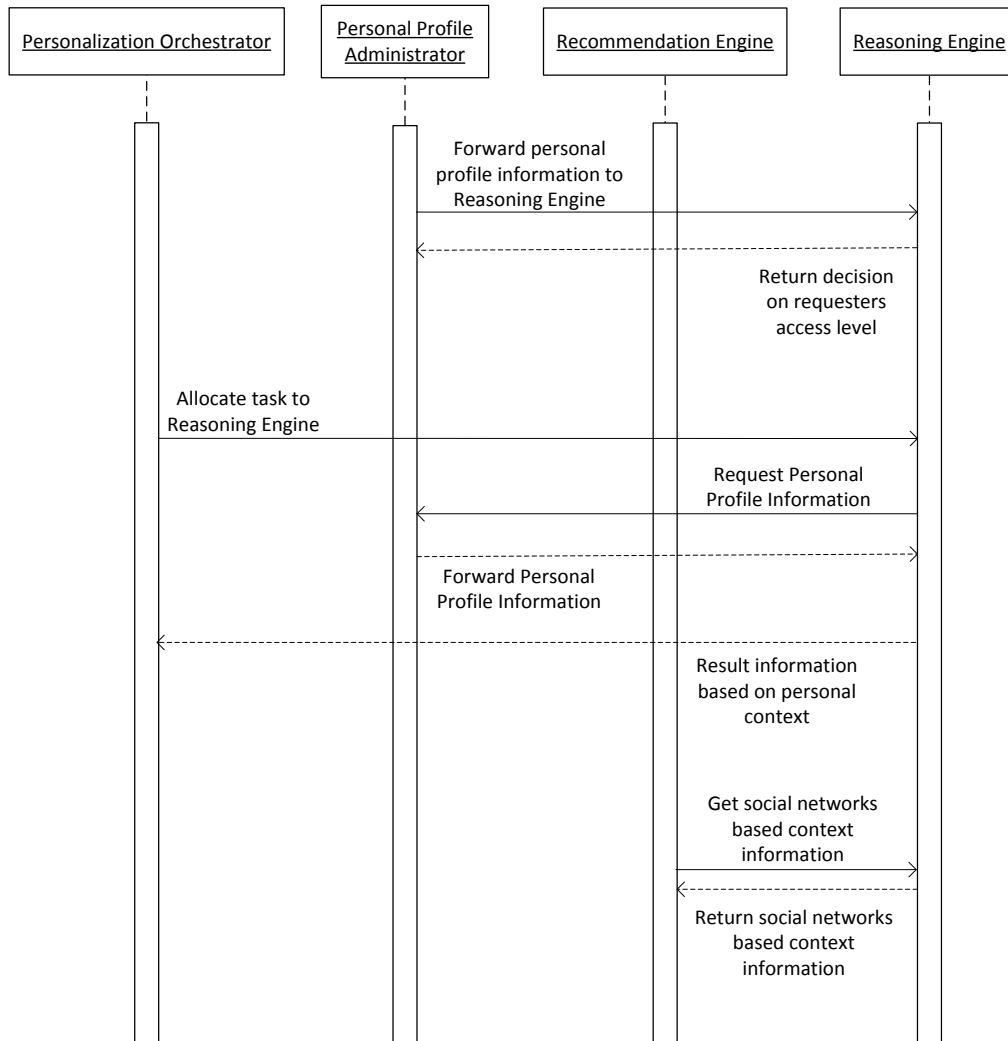 Personalization Orchestrator
Personal Profile
Administrator
Recommendation Engine
Reasoning Engine
Forward personal
profile information to
Reasoning Engine
Return decision
on requesters
access level
Allocate task to
Reasoning Engine
Request Personal
Profile Information
Forward Personal
Profile Information
Result information
based on personal
context
Get social networks
based context
information
Return social networks
based context
information